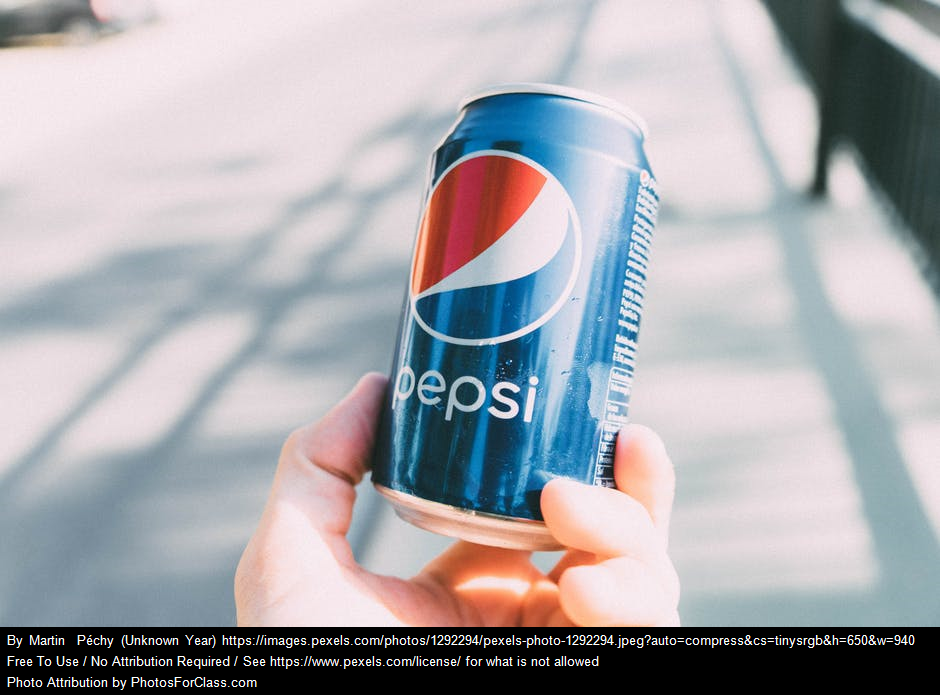 pepsi
By Martin Péchy (Unknown Year) https://images.pexels.com/photos/1292294/pexels-photo-1292294.jpeg?auto=compress&cs=tinysrgb&h=650&w=940
Free To Use / No Attribution Required / See https://www.pexels.com/license/ for what is not allowed
Photo Attribution by PhotosForClass.com